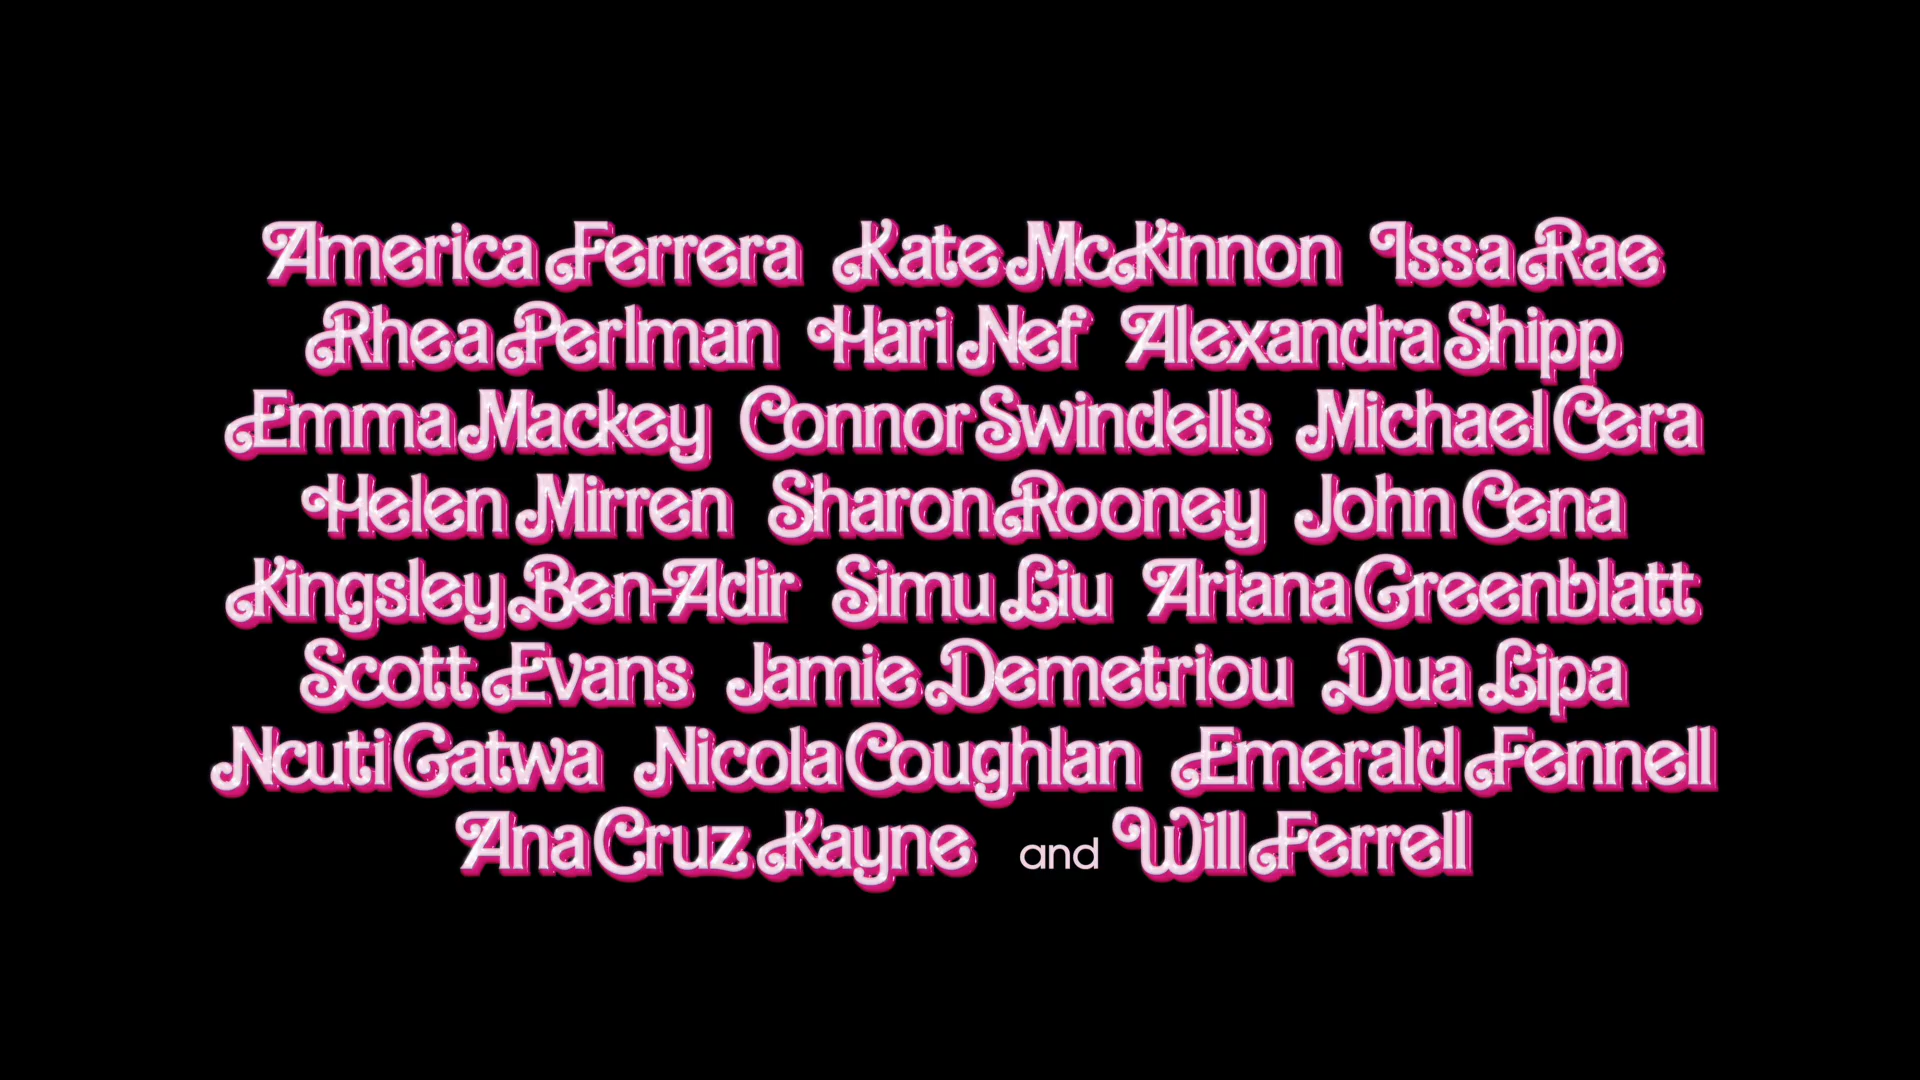 America Ferrera Kate McKinnon Issa Rae
Rhea Perlman Hari Nef Alexandra Shipp
Emma Mackey Connor Swindells Michael Cera
Helen Mirren Sharon Rooney John Cena
Kingsley Ben-Adir Simu Liu Ariana Greenblatt
Scott Evans Jamie Demetriou Dua Lipa
Ncuti Gatwa Nicola Coughlan Emerald Fennell
Ana Cruz Kayne and Will Ferrell